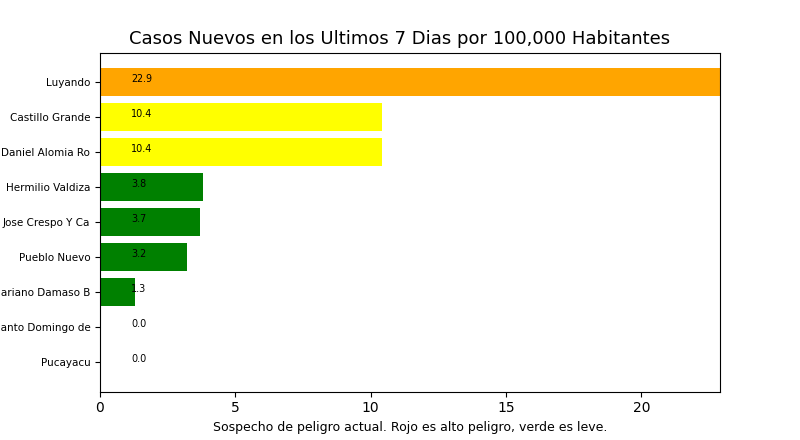 Casos Nuevos en los Ultimos 7 Dias por 100,000 Habitantes
Luyando 22.9
Castillo Grande 10.4
Daniel Alomia Ro 10.4
Hermilio Valdiza 3.8
Jose Crespo Y Ca 3.7
Pueblo Nuevo 3.2
ariano Damaso B 1.3
anto Domingo de 0.0
Pucayacu 0.0
0 5 10 15 20
Sospecho de peligro actual. Rojo es alto peligro, verde es leve.